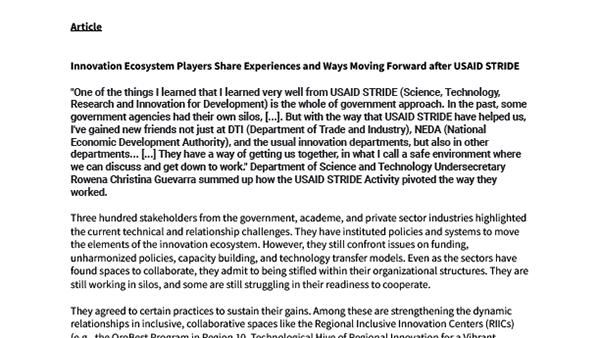 Article
Innovation Ecosystem Players Share Experiences and Ways Moving Forward after USAID STRIDE
"One of the things I learned that I learned very well from USAID STRIDE (Science, Technology,
Research and Innovation for Development) is the whole of government approach. In the past, some
government agencies had their own silos, [...]. But with the way that USAID STRIDE have helped us,
I've gained new friends not just at DTI (Department of Trade and Industry), NEDA (National
Economic Development Authority), and the usual innovation departments, but also in other
departments... [...] They have a way of getting us together, in what I call a safe environment where
we can discuss and get down to work." Department of Science and Technology Undersecretary
Rowena Christina Guevarra summed up how the USAID STRIDE Activity pivoted the way they
worked.
Three hundred stakeholders from the government, academe, and private sector industries highlighted
the current technical and relationship challenges. They have instituted policies and systems to move
the elements of the innovation ecosystem. However, they still confront issues on funding,
unharmonized policies, capacity building, and technology transfer models. Even as the sectors have
found spaces to collaborate, they admit to being stifled within their organizational structures. They are
still working in silos, and some are still struggling in their readiness to cooperate.
They agreed to certain practices to sustain their gains. Among these are strengthening the dynamic
relationships in inclusive, collaborative spaces like the Regional Inclusive Innovation Centers (RIICs)
(e.g., the OroBest Program in Region 10, Technological Hive of Regional Innovation for a Vibrant